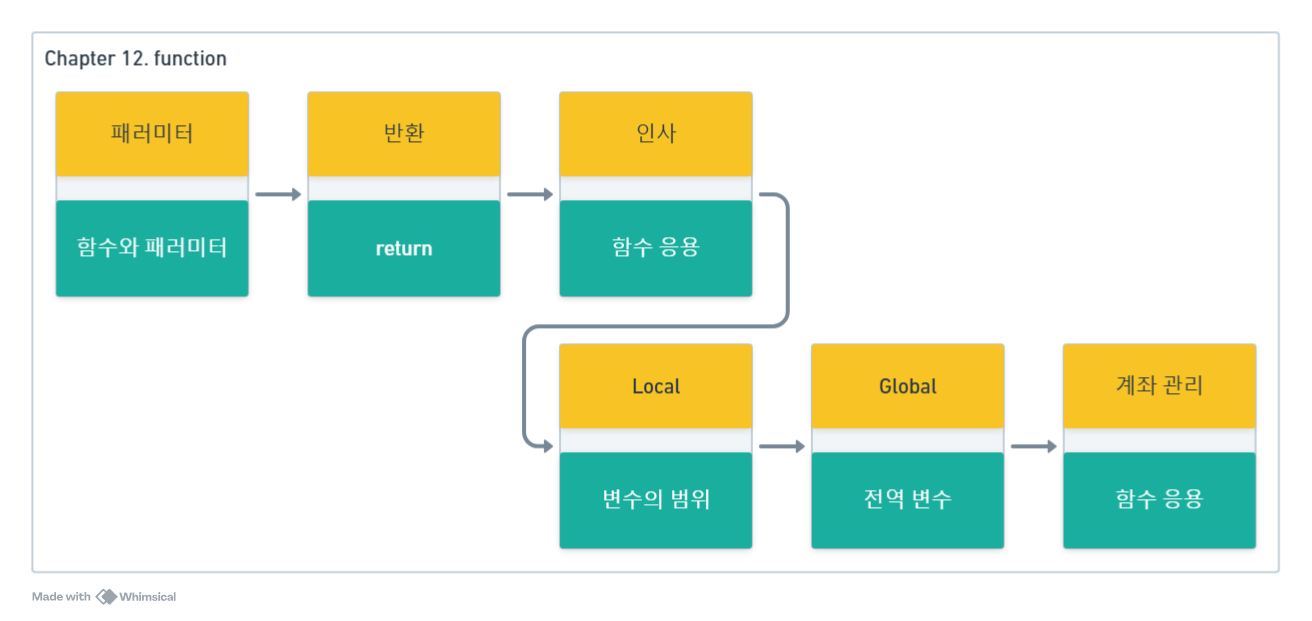 Chapter 12. function
패러미터
함수와 패러미터
반환
return
인사
함수 응용
Local
변수의 범위
Global
전역 변수
계좌 관리
함수 응용
Made with Whimsical